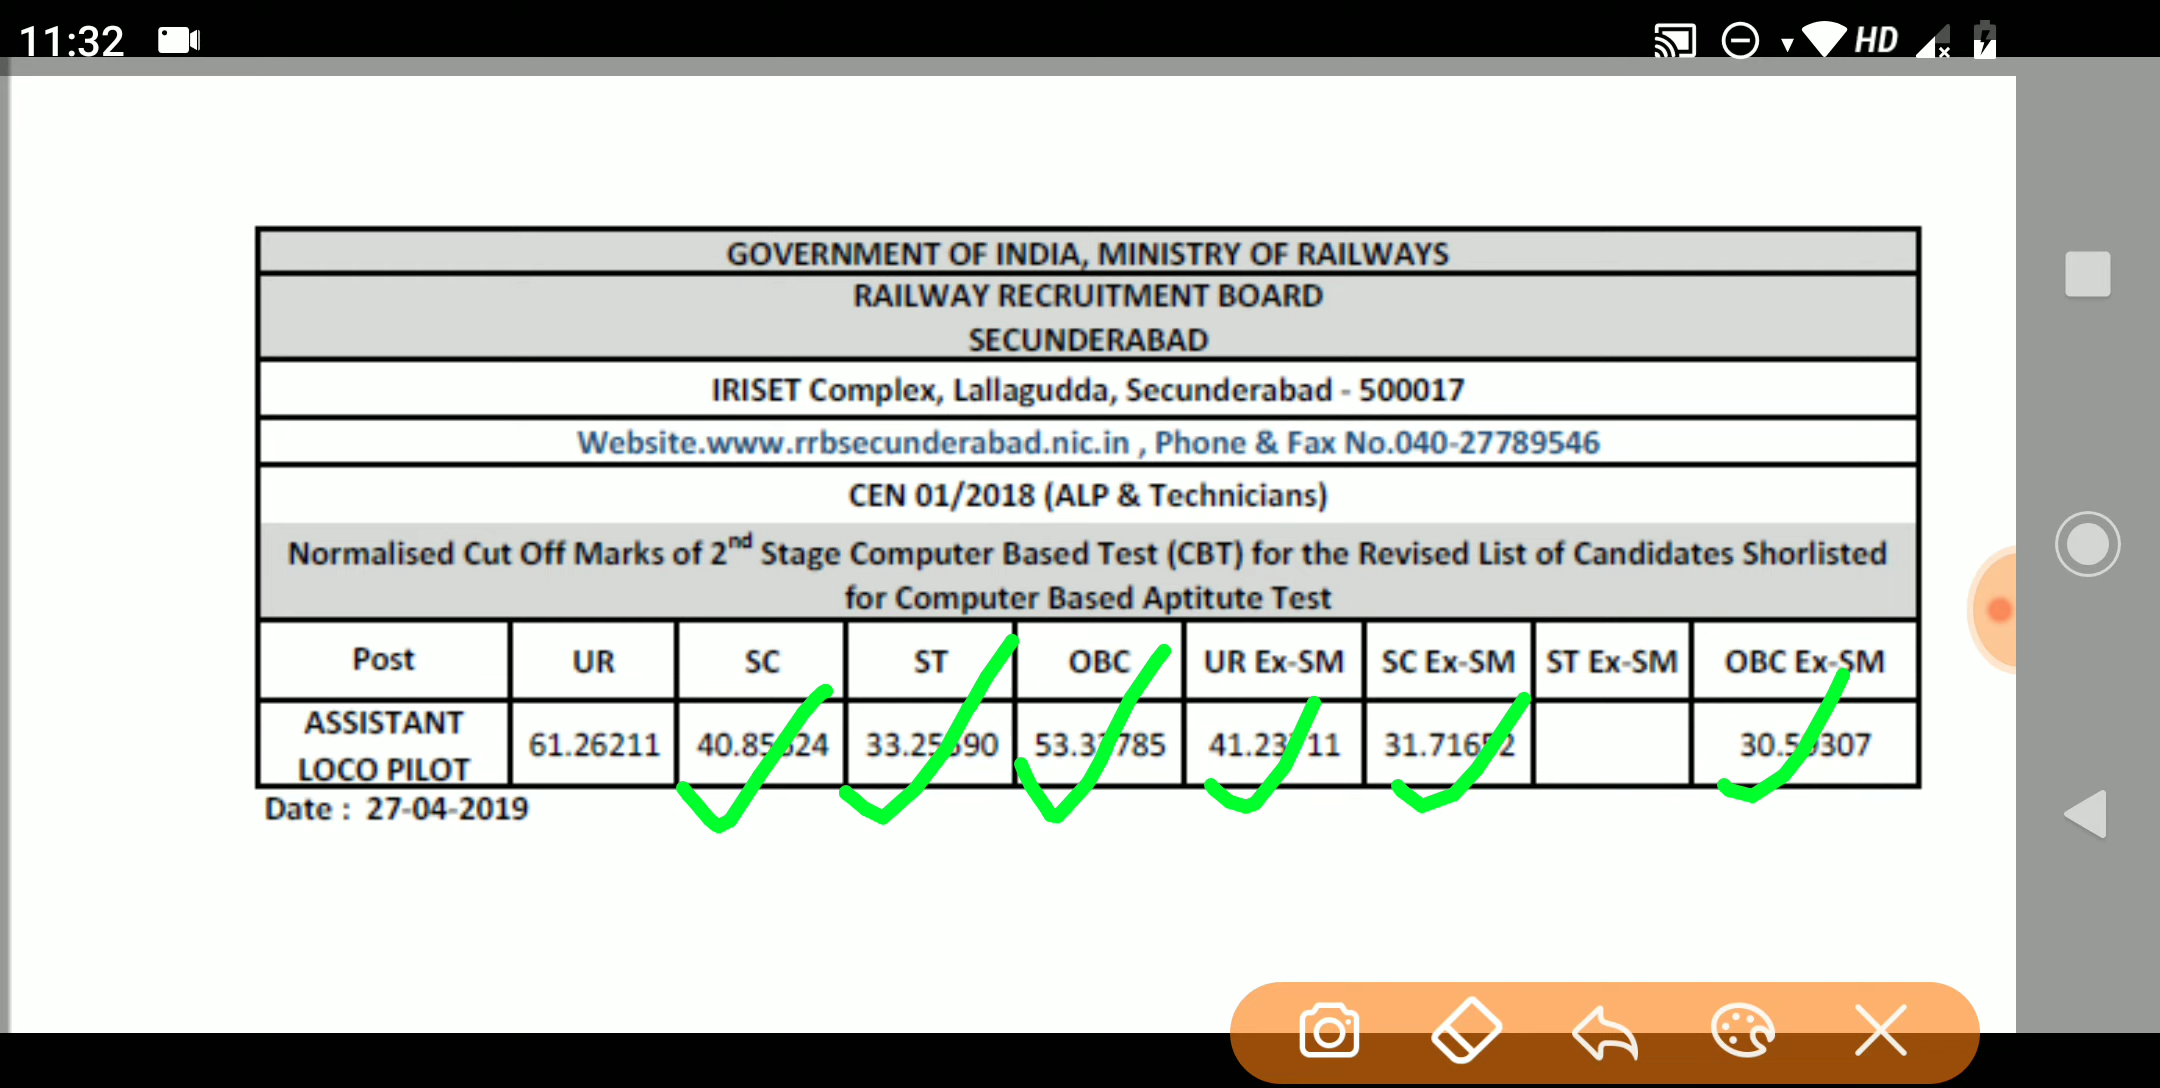 11:32
HD
GOVERNMENT OF INDIA, MINISTRY OF RAILWAYS
RAILWAY RECRUITMENT BOARD
SECUNDERABAD
IRISET Complex, Lallagudda, Secunderabad - 500017
Website.www.rrbsecunderabad.nic.in , Phone & Fax No.040-27789546
CEN 01/2018 (ALP & Technicians)
Normalised Cut Off Marks of 2nd Stage Computer Based Test (CBT) for the Revised List of Candidates Shorlisted
for Computer Based Aptitute Test
Post UR SC ST OBC UR Ex-SM SC Ex-SM ST Ex-SM OBC Ex-SM
ASSISTANT
LOCO PILOT 61.26211
Date : 27-04-2019